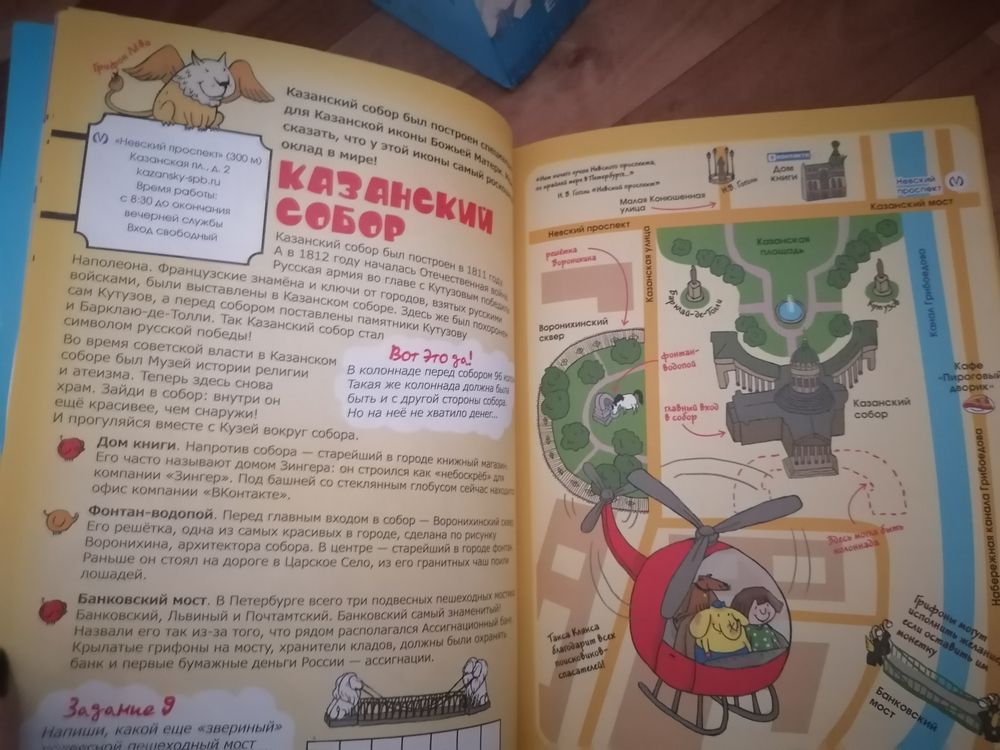 Грифон Лёва
«Невский проспект» (300 м)
Казанская пл., д. 2
kazansky-spb.ru
Время работы:
с 8:30 до окончания
вечерней службы
Вход свободный
Казанский собор был построен
для Казанской иконы Божьей Матери.
сказать, что у этой иконы самый
оклад в мире!
КАЗАНСКИЙ
СОБОР
Казанский собор был построен в 1811 году.
А в 1812 году началась Отечественная война.
Русская армия во главе с Кутузовым победила
Наполеона. Французские знамёна и ключи от городов, взятых русскими
войсками, были выставлены в Казанском соборе. Здесь же был похоронен
сам Кутузов, а перед собором поставлены памятники Кутузову
и Барклаю-де-Толли. Так Казанский собор стал
символом русской победы!
Во время советской власти в Казанском
соборе был Музей истории религии
и атеизма. Теперь здесь снова
храм. Зайди в собор: внутри он
ещё красивее, чем снаружи!
И прогуляйся вместе с Кузей вокруг собора.
Вот это да!
В колоннаде перед собором 96
Такая же колоннада должна была
быть и с другой стороны собора.
Но на неё не хватило денег...
Дом книги. Напротив собора — старейший в городе книжный магазин.
Его часто называют домом Зингера: он строился как «небоскрёб» для
компании «Зингер». Под башней со стеклянным глобусом сейчас
офис компании «ВКонтакте».
Фонтан-водопой. Перед главным входом в собор — Воронихинский
Его решётка, одна из самых красивых в городе, сделана по рисунку
Воронихина, архитектора собора. В центре — старейший в городе
Раньше он стоял на дороге в Царское Село, из его гранитных чаш поили
лошадей.
Банковский мост. В Петербурге всего три подвесных пешеходных
Банковский, Львиный и Почтамтский. Банковский самый знаменитый!
Назвали его так из-за того, что рядом располагался Ассигнационный банк.
Крылатые грифоны на мосту, хранители кладов, должны были охранять
банк и первые бумажные деньги России — ассигнации.
Задание 9
Напиши, какой еще «звериный»
пешеходный мост
«Нет ничего лучше Невского проспекта,
по крайней мере в Петербурге...»
Н. В. Гоголь «Невский проспект»
Малая Конюшенная
улица
Н.В. Гоголь
вконтакте
Дом
книги
Невский
проспект
Казанский мост
Невский проспект
Казанская улица
решётка
Воронихина
Казанская
площадь
Барклай-де-Толли
Кутузов
Канал Грибоедова
Воронихинский
сквер
фонтан-
водопой
главный вход
в собор
Казанский
собор
Кафе
«Пироговый
дворик»
Здесь могла быть
колоннада
Набережная канала Грибоедова
Такса Клякса
благодарит всех
поисковиков-
спасателей!
Грифоны могут
исполнить желание,
если оставить им
монетку
Банковский
мост